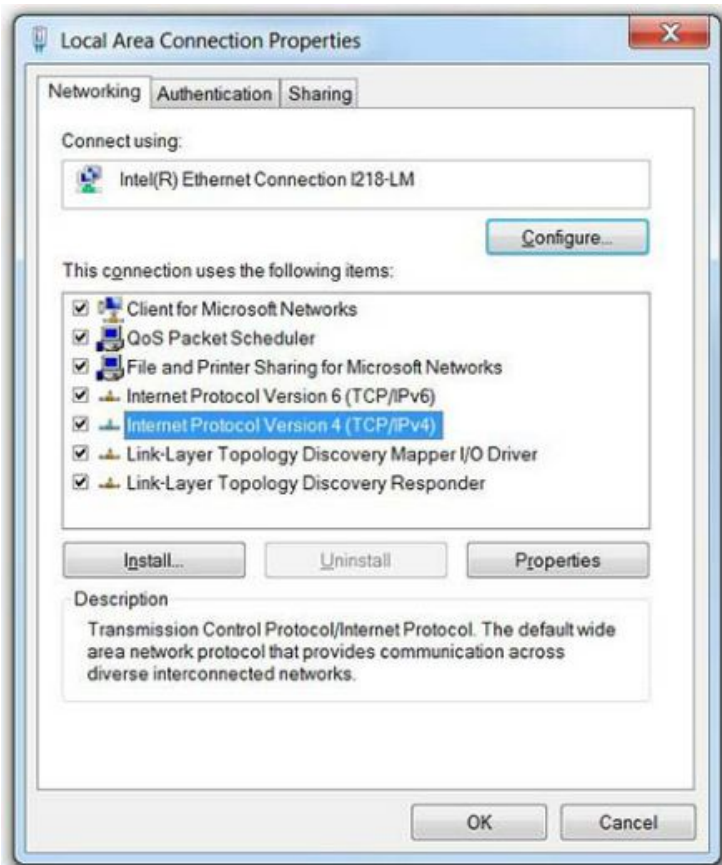 Local Area Connection Properties
Networking Authentication Sharing
Connect using:
Intel(R) Ethernet Connection I218-LM
Configure...
This connection uses the following items:
Client for Microsoft Networks
QoS Packet Scheduler
File and Printer Sharing for Microsoft Networks
Internet Protocol Version 6 (TCP/IPv6)
Internet Protocol Version 4 (TCP/IPv4)
Link-Layer Topology Discovery Mapper I/O Driver
Link-Layer Topology Discovery Responder
Install... Uninstall Properties
Description
Transmission Control Protocol/Internet Protocol. The default wide
area network protocol that provides communication across
diverse interconnected networks.
OK Cancel